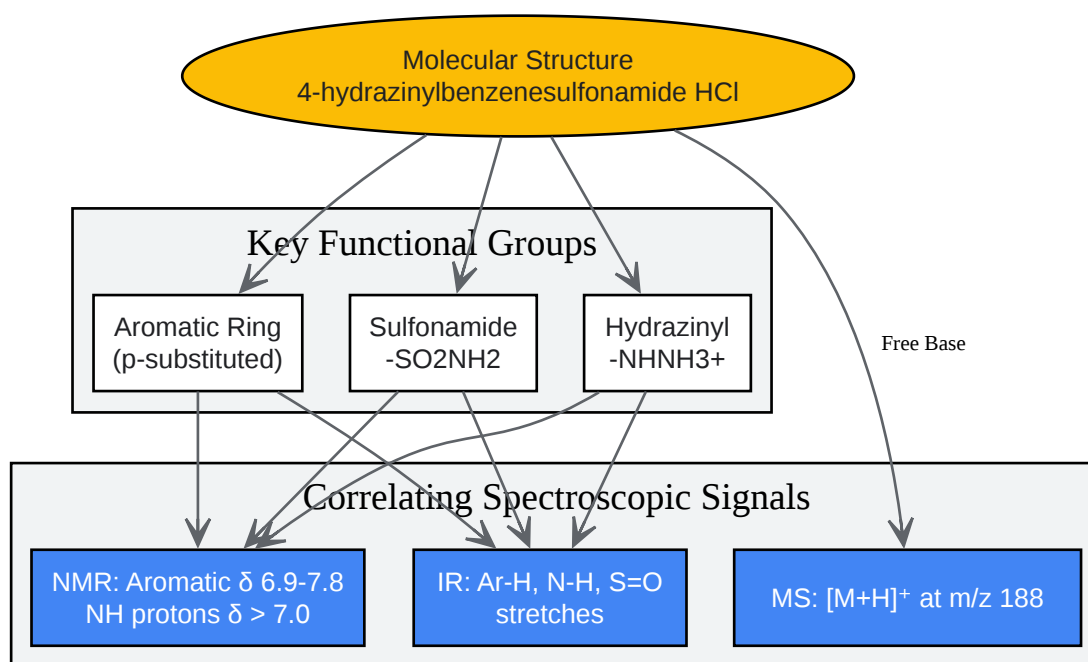 Molecular Structure
4-hydrazinylbenzenesulfonamide HCl
Key Functional Groups
Aromatic Ring
(p-substituted)
Sulfonamide
-SO2NH2
Hydrazinyl
-NHNH3+
Free Base
Correlating Spectroscopic Signals
NMR: Aromatic δ 6.9-7.8
NH protons δ > 7.0
IR: Ar-H, N-H, S=O
stretches
MS: [M+H]⁺ at m/z 188